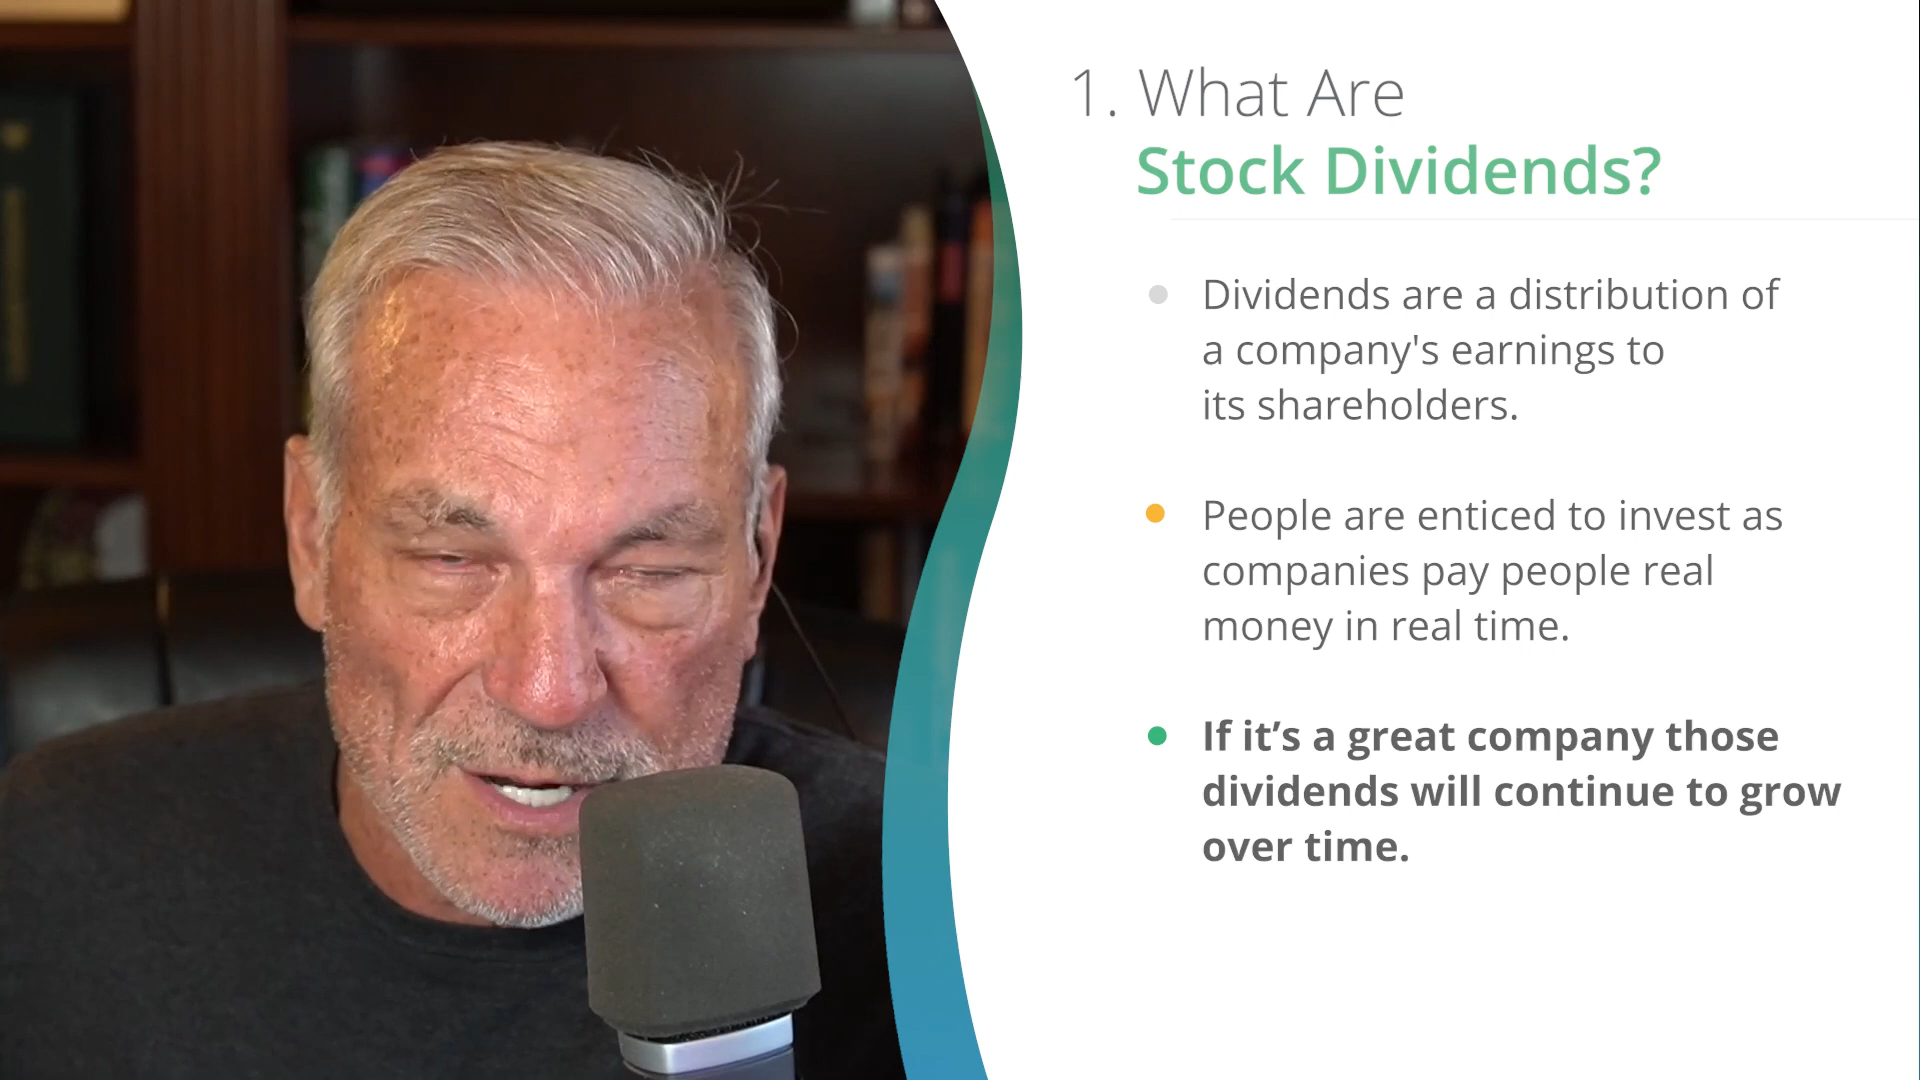 1. What Are
Stock Dividends?
Dividends are a distribution of
a company's earnings to
its shareholders.
People are enticed to invest as
companies pay people real
money in real time.
If it’s a great company those
dividends will continue to grow
over time.